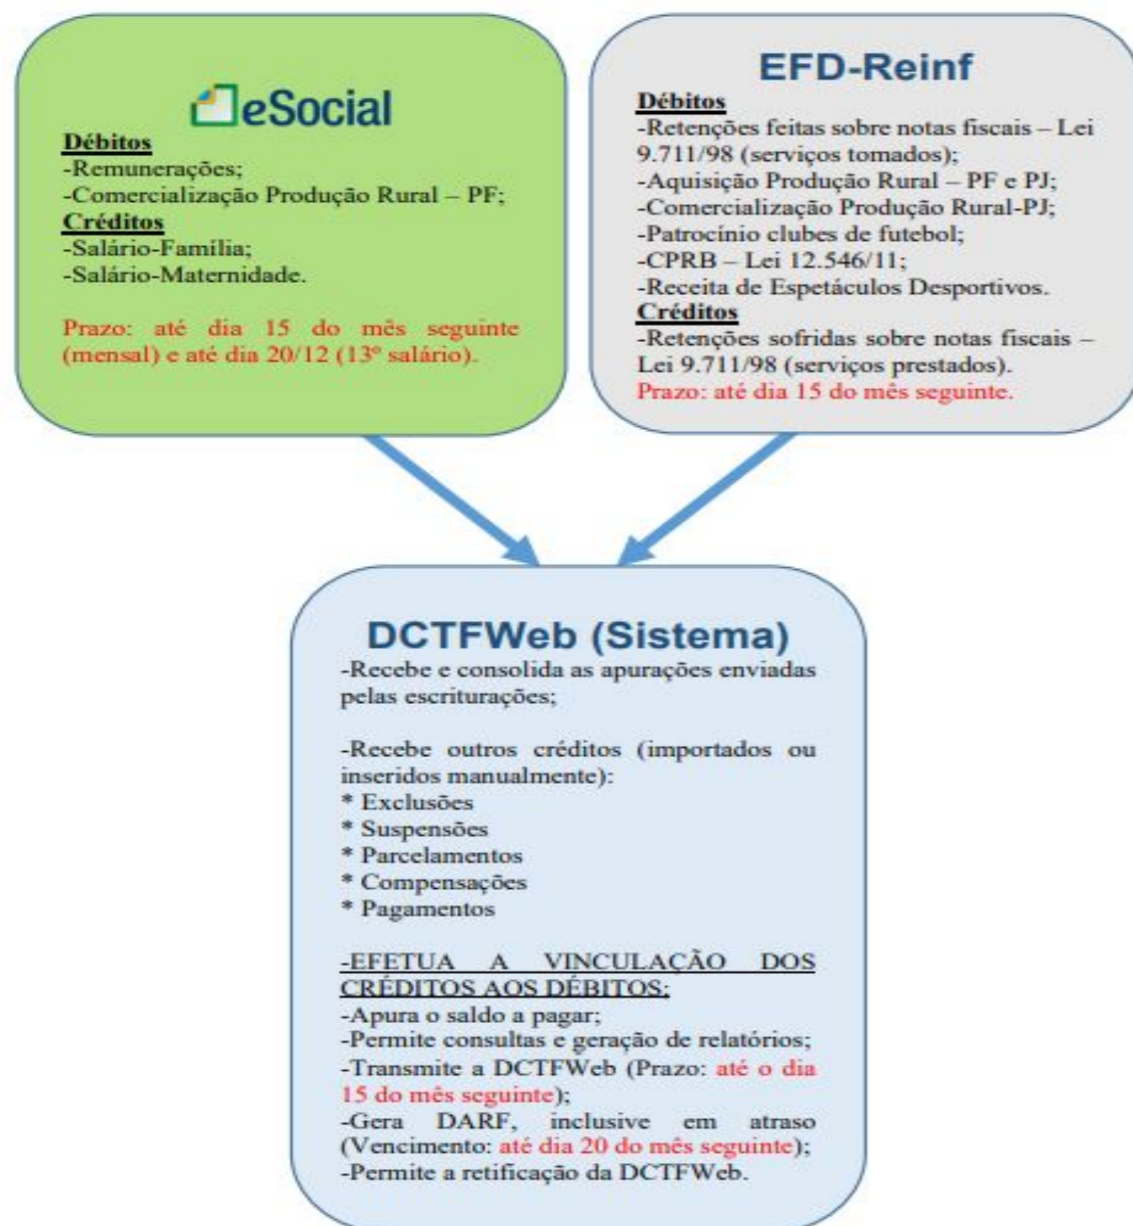 eSocial
Débitos
-Remunerações;
-Comercialização Produção Rural – PF;
Créditos
-Salário-Família;
-Salário-Maternidade.
Prazo: até dia 15 do mês seguinte
(mensal) e até dia 20/12 (13º salário).
EFD-Reinf
Débitos
-Retenções feitas sobre notas fiscais – Lei
9.711/98 (serviços tomados);
-Aquisição Produção Rural – PF e PJ;
-Comercialização Produção Rural-PJ;
-Patrocínio clubes de futebol;
-CPRB – Lei 12.546/11;
-Receita de Espetáculos Desportivos.
Créditos
-Retenções sofridas sobre notas fiscais –
Lei 9.711/98 (serviços prestados).
Prazo: até dia 15 do mês seguinte.
DCTFWeb (Sistema)
-Recebe e consolida as apurações enviadas
pelas escriturações;
-Recebe outros créditos (importados ou
inseridos manualmente):
* Exclusões
* Suspensões
* Parcelamentos
* Compensações
* Pagamentos
-EFETUA A VINCULAÇÃO DOS
CRÉDITOS AOS DÉBITOS;
-Apura o saldo a pagar;
-Permite consultas e geração de relatórios;
-Transmite a DCTFWeb (Prazo: até o dia
15 do mês seguinte);
-Gera DARF, inclusive em atraso
(Vencimento: até dia 20 do mês seguinte);
-Permite a retificação da DCTFWeb.